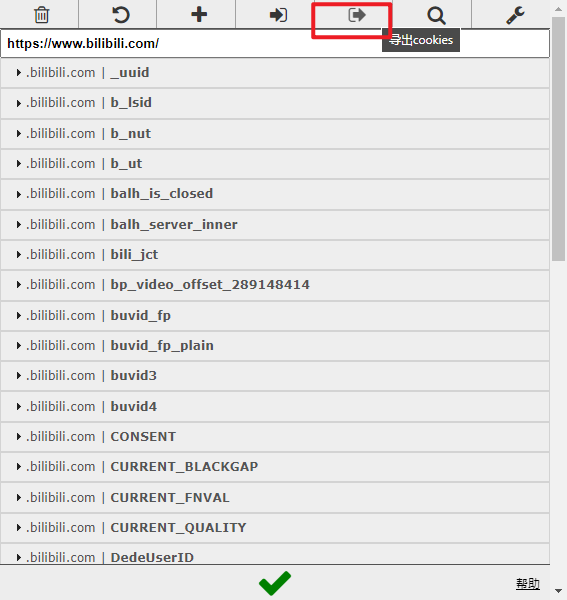 导出cookies
https://www.bilibili.com/
.bilibili.com | _uuid
.bilibili.com | b_lsid
.bilibili.com | b_nut
.bilibili.com | b_ut
.bilibili.com | balh_is_closed
.bilibili.com | balh_server_inner
.bilibili.com | bili_jct
.bilibili.com | bp_video_offset_289148414
.bilibili.com | buvid_fp
.bilibili.com | buvid_fp_plain
.bilibili.com | buvid3
.bilibili.com | buvid4
.bilibili.com | CONSENT
.bilibili.com | CURRENT_BLACKGAP
.bilibili.com | CURRENT_FNVAL
.bilibili.com | CURRENT_QUALITY
.bilibili.com | DedeUserID
帮助